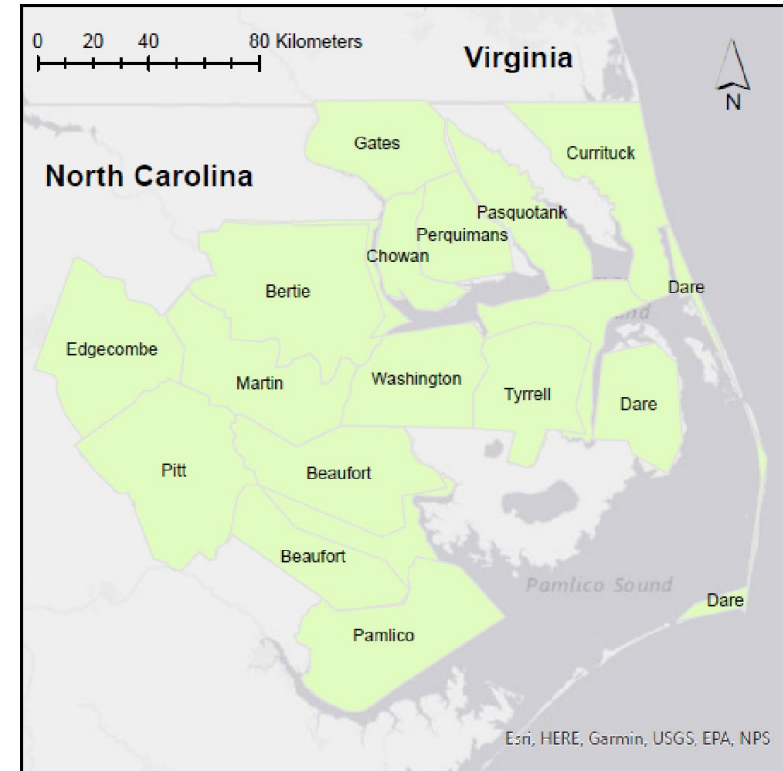 0 20 40 80 Kilometers
Virginia
N
Gates
Currituck
North Carolina
Pasquotank
Perquimans
Chowan
Bertie
Dare
Edgecombe
Martin
Washington
Tyrrell
Dare
Pitt
Beaufort
Beaufort
Pamlico Sound
Dare
Pamlico
Esri, HERE, Garmin, USGS, EPA, NPS